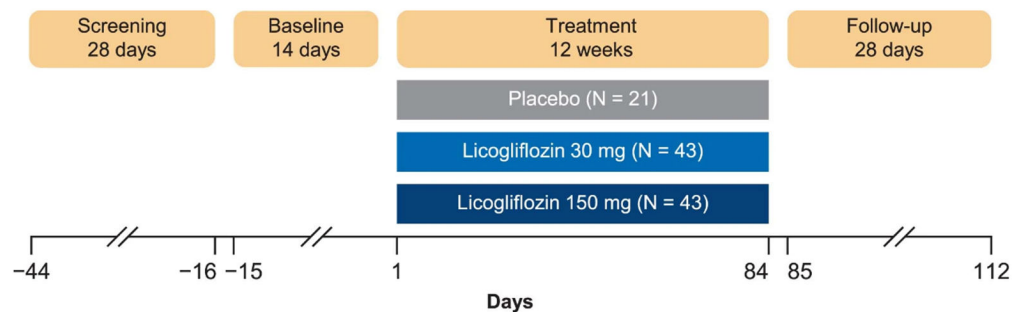 Screening
28 days
Baseline
14 days
Treatment
12 weeks
Follow-up
28 days
Placebo (N = 21)
Licogliflozin 30 mg (N = 43)
Licogliflozin 150 mg (N = 43)
−44 −16 −15 1 84 85 112
Days